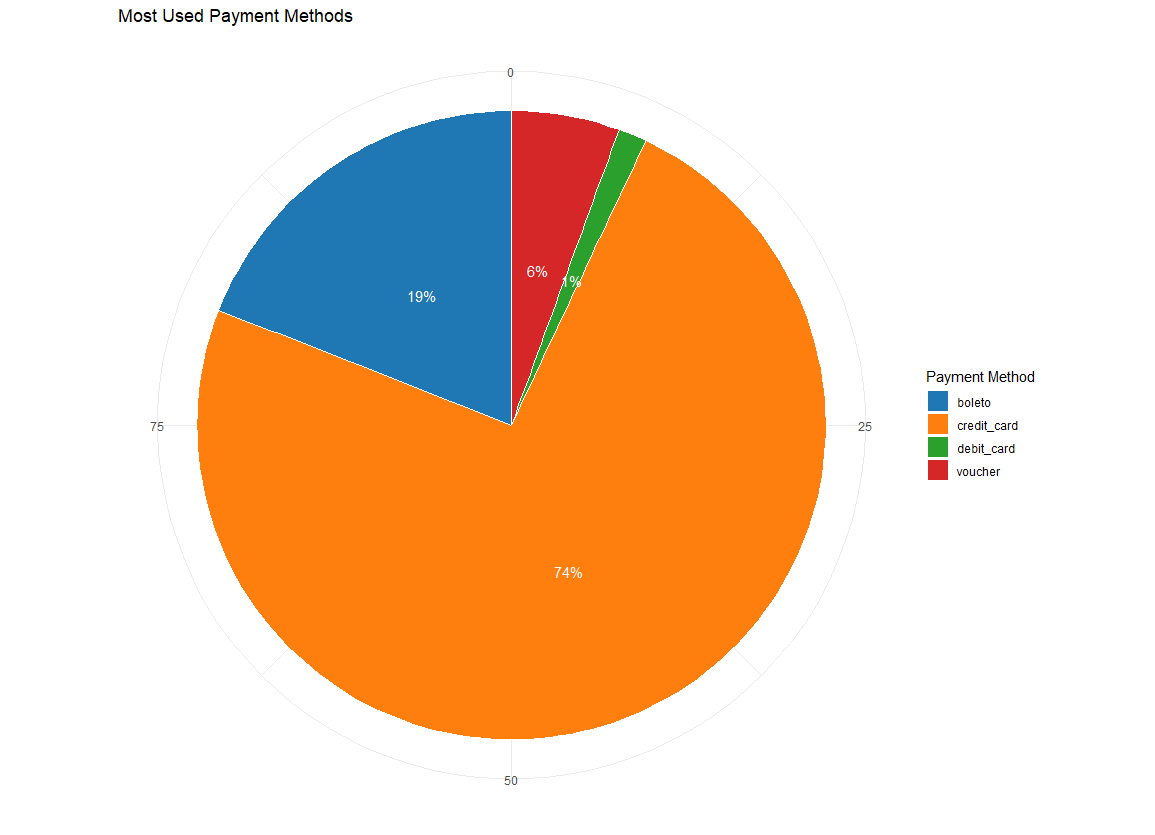 Most Used Payment Methods
0
6%
1%
19%
75
25
74%
50
Payment Method
boleto
credit_card
debit_card
voucher